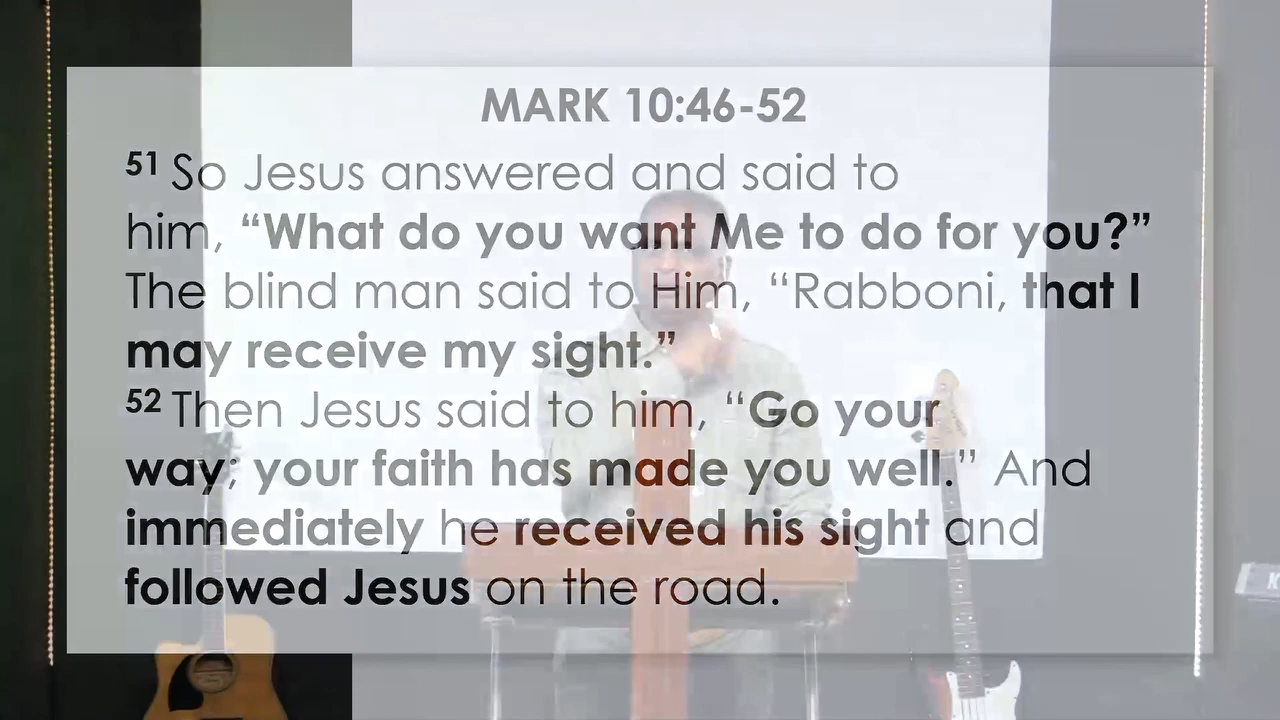 MARK 10:46-52
51 So Jesus answered and said to
him, “What do you want Me to do for you?”
The blind man said to Him, “Rabboni, that I
may receive my sight.”
52 Then Jesus said to him, “Go your
way; your faith has made you well.” And
immediately he received his sight and
followed Jesus on the road.